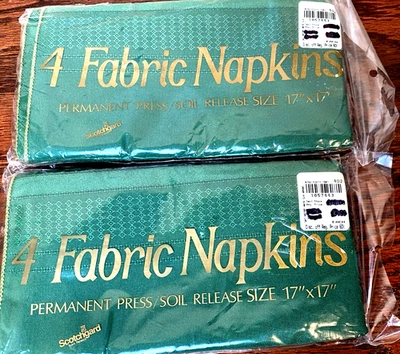 4 Fabric Napkins
PERMANENT PRESS/SOIL RELEASE SIZE 17"x17"
Scotchgard
4 Fabric Napkins
PERMANENT PRESS/SOIL RELEASE SIZE 17"x17"
Scotchgard